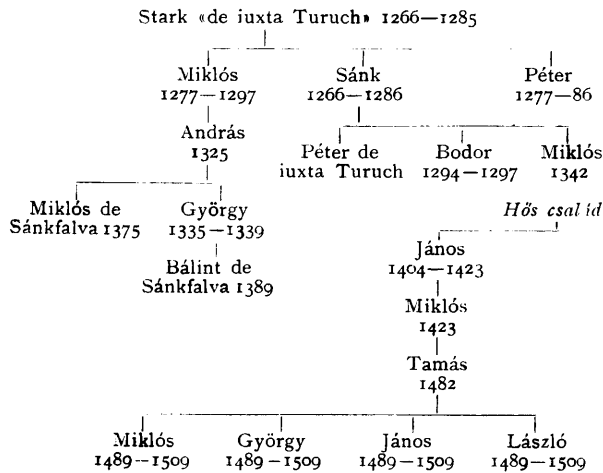 Stark «de iuxta Turuch» 1266—1285
Miklós Sánk Péter
1277—1297 1266—1286 1277—86
András
1325
Péter de Bodor Miklós
iuxta Turuch 1294—1297 1342
Miklós de György Hős család
Sánkfalva 1375 1335—1339
János
1404—1423
Bálint de
Sánkfalva 1389
Miklós
1423
Tamás
1482
Miklós György János László
1489—1509 1489—1509 1489—1509 1489—1509